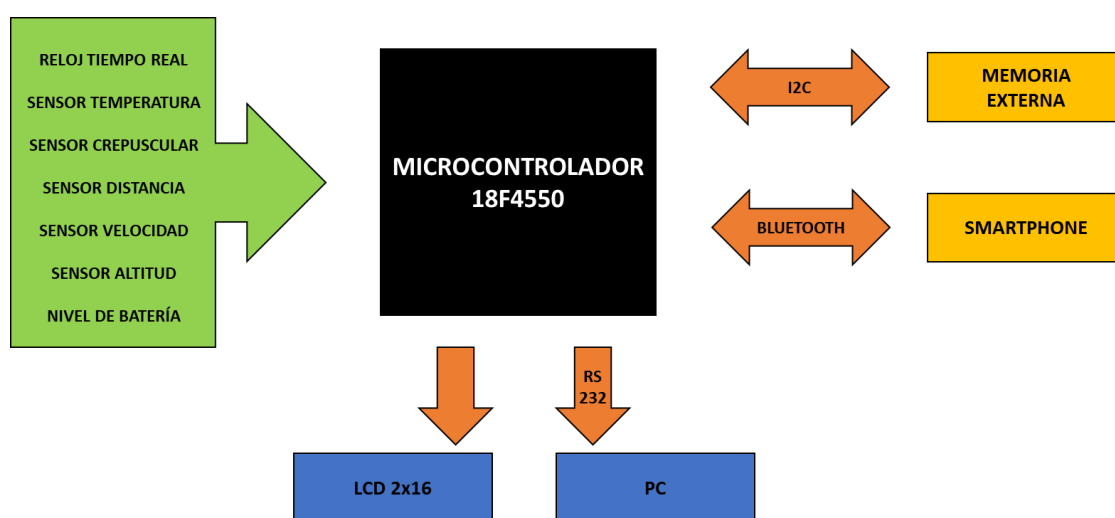 RELOJ TIEMPO REAL
SENSOR TEMPERATURA
SENSOR CREPUSCULAR
SENSOR DISTANCIA
SENSOR VELOCIDAD
SENSOR ALTITUD
NIVEL DE BATERÍA
MICROCONTROLADOR
18F4550
I2C
MEMORIA
EXTERNA
BLUETOOTH
SMARTPHONE
RS
232
LCD 2x16
PC